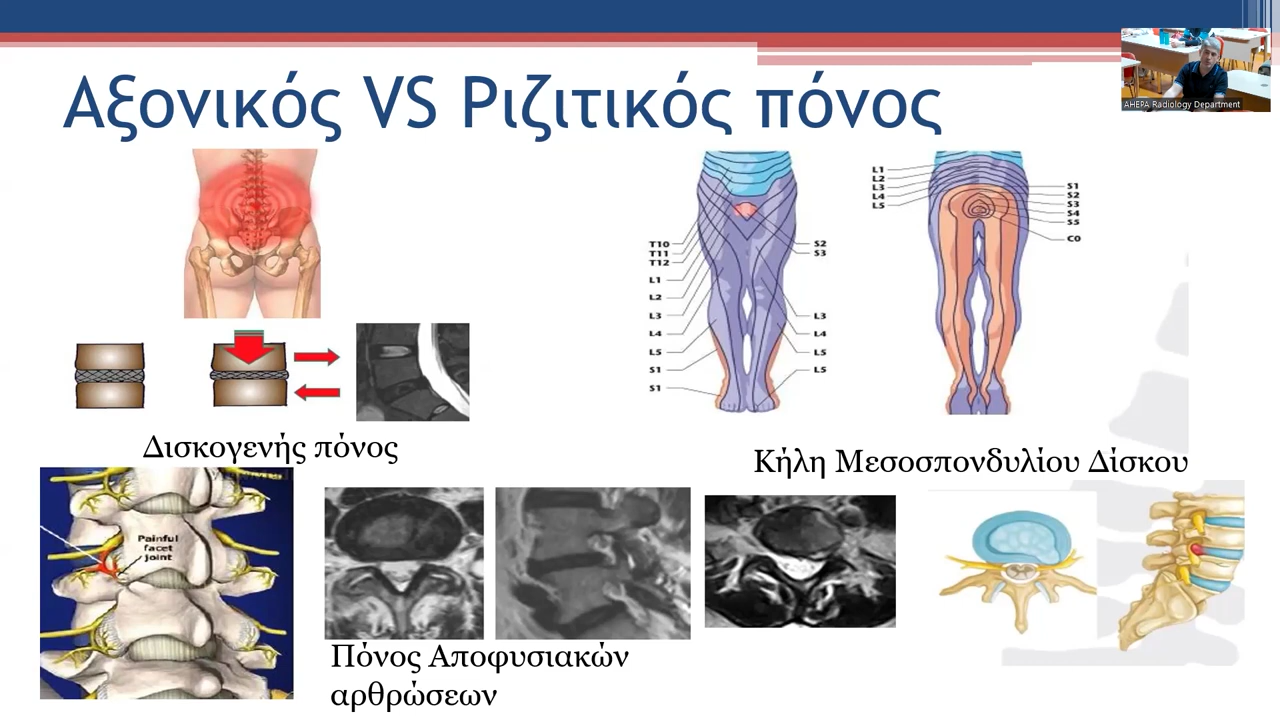 AHEPA Radiology Department
Αξονικός VS Ριζιτικός πόνος
T10
T11
T12
L1
L2
L3
L4
L5
S1
S1
S2
S3
L3
L4
L5
L5
L1
L2
L3
L4
L5
S1
S2
S3
S4
S5
Δισκογενής πόνος
Κήλη Μεσοσπονδυλίου Δίσκου
Painful
facet
joint
Πόνος Αποφυσιακών
αρθρώσεων